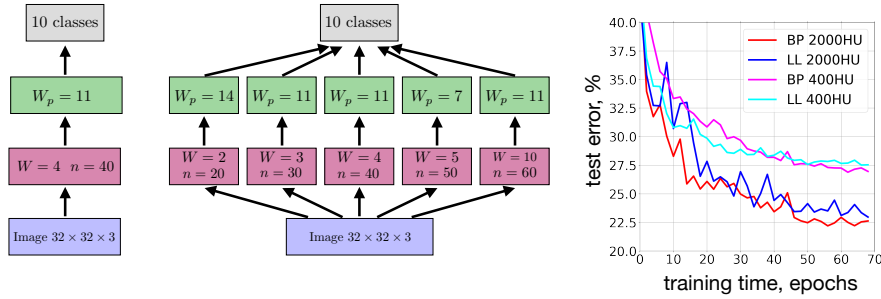 10 classes
W_p = 11
W = 4 n = 40
Image 32 × 32 × 3
10 classes
W_p = 14
W_p = 11
W_p = 11
W_p = 7
W_p = 11
W = 2
n = 20
W = 3
n = 30
W = 4
n = 40
W = 5
n = 50
W = 10
n = 60
Image 32 × 32 × 3
test error, %
40.0
37.5
35.0
32.5
30.0
27.5
25.0
22.5
20.0
BP 2000HU
LL 2000HU
BP 400HU
LL 400HU
0 10 20 30 40 50 60 70
training time, epochs